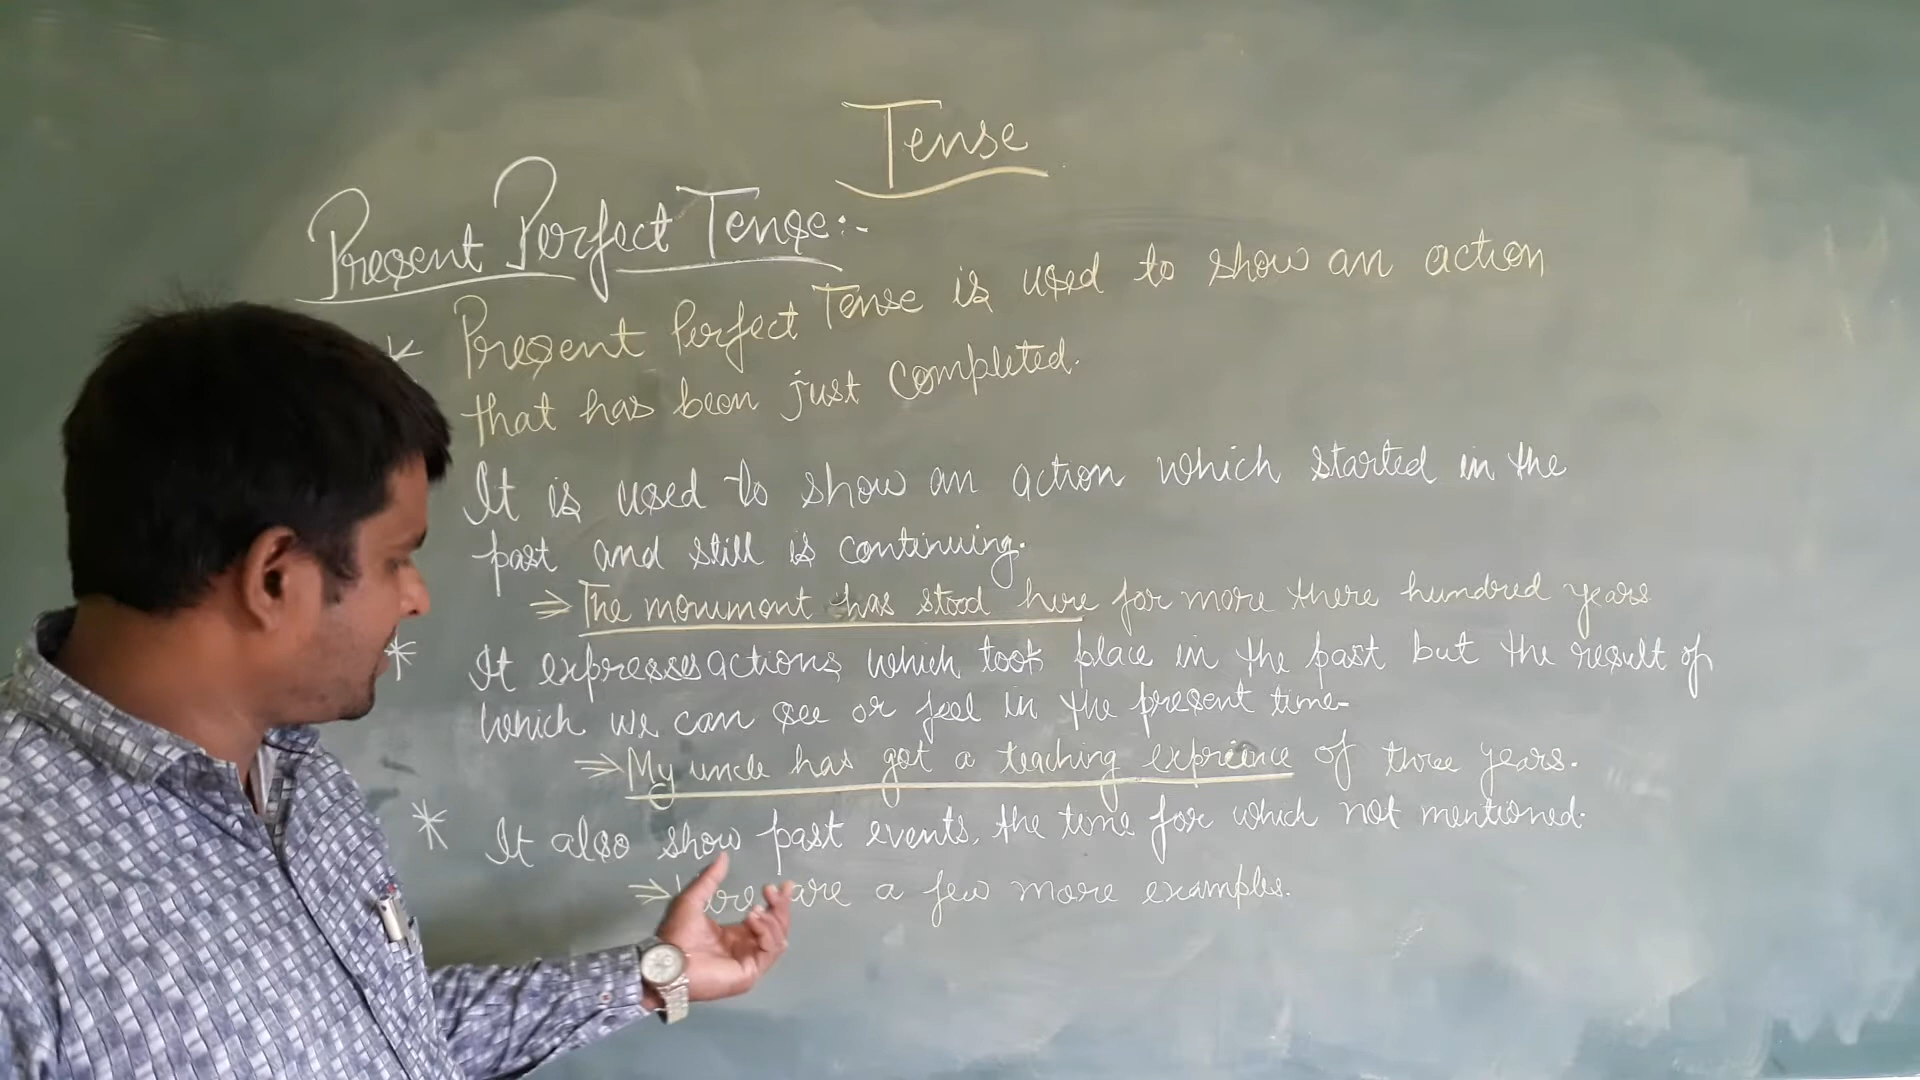 Tense
Present Perfect Tense:-
* Present Perfect Tense is used to show an action
that has been just completed.
It is used to show an action which started in the
past and still is continuing.
⇒ The monument has stood here for more there hundred years
* It expresses actions which took place in the past but the result of
which we can see or feel in the present time-
⇒ My uncle has got a teaching exprience of three years.
* It also show past events, the time for which not mentioned.
⇒ are a few more examples.